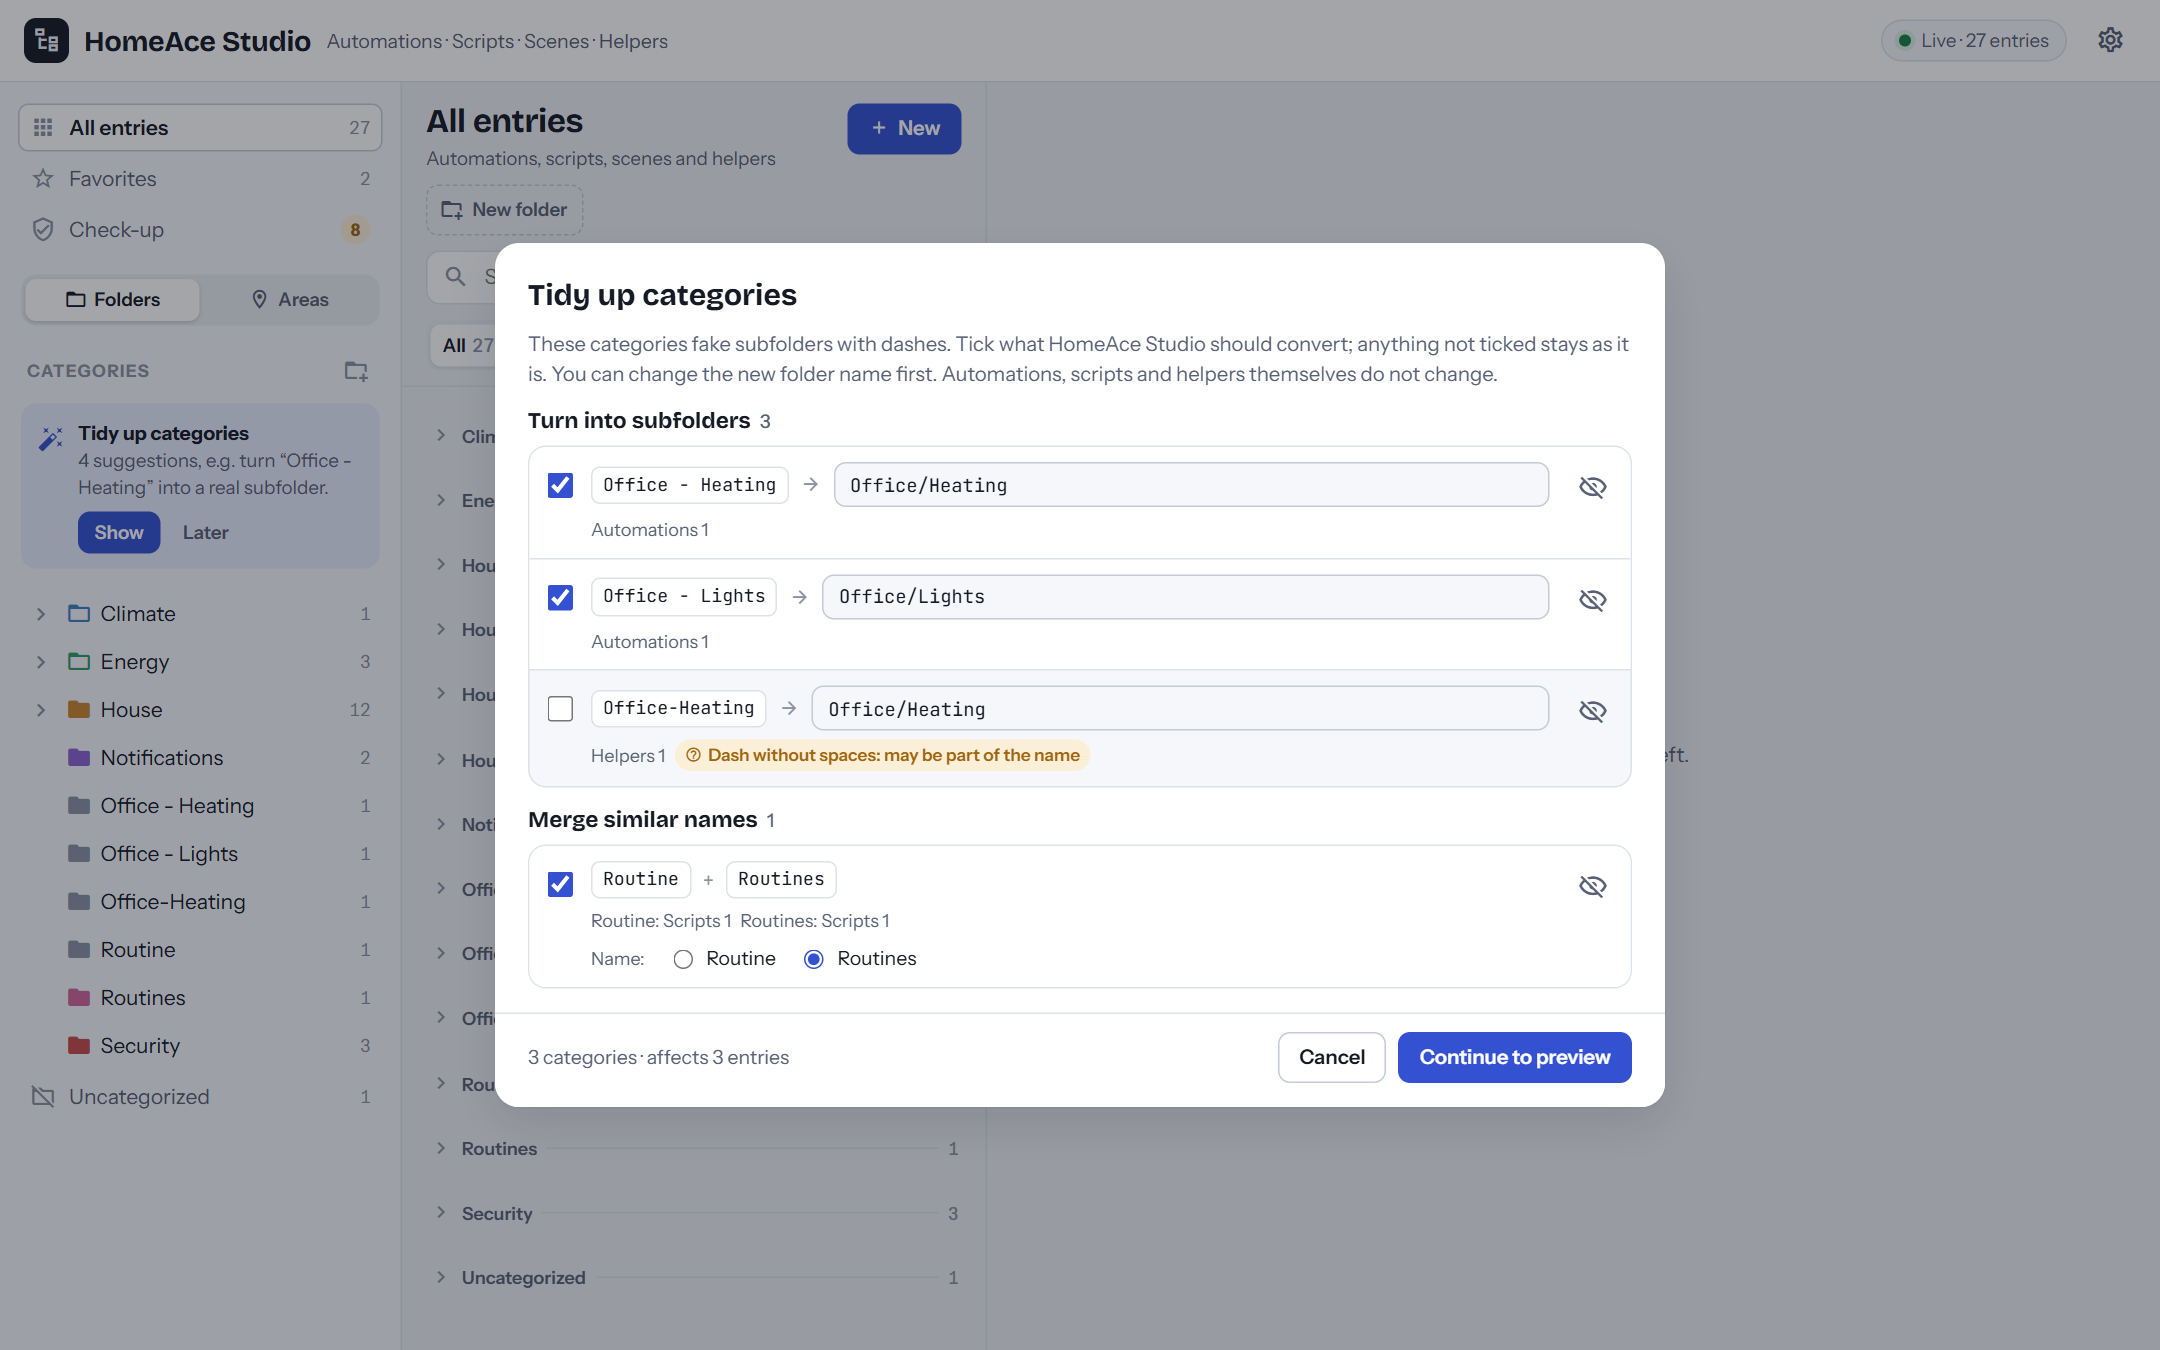 HomeAce Studio
Automations · Scripts · Scenes · Helpers
Live · 27 entries
All entries 27
Favorites 2
Check-up 8
Folders
Areas
CATEGORIES
Tidy up categories
4 suggestions, e.g. turn “Office -
Heating” into a real subfolder.
Show
Later
Climate 1
Energy 3
House 12
Notifications 2
Office - Heating 1
Office - Lights 1
Office-Heating 1
Routine 1
Routines 1
Security 3
Uncategorized 1
All entries
Automations, scripts, scenes and helpers
+ New
New folder
All 27
Routines 1
Security 3
Uncategorized 1
Tidy up categories
These categories fake subfolders with dashes. Tick what HomeAce Studio should convert; anything not ticked stays as it
is. You can change the new folder name first. Automations, scripts and helpers themselves do not change.
Turn into subfolders 3
Office - Heating → Office/Heating
Automations 1
Office - Lights → Office/Lights
Automations 1
Office-Heating → Office/Heating
Helpers 1 Dash without spaces: may be part of the name
Merge similar names 1
Routine + Routines
Routine: Scripts 1 Routines: Scripts 1
Name: Routine Routines
3 categories · affects 3 entries
Cancel
Continue to preview